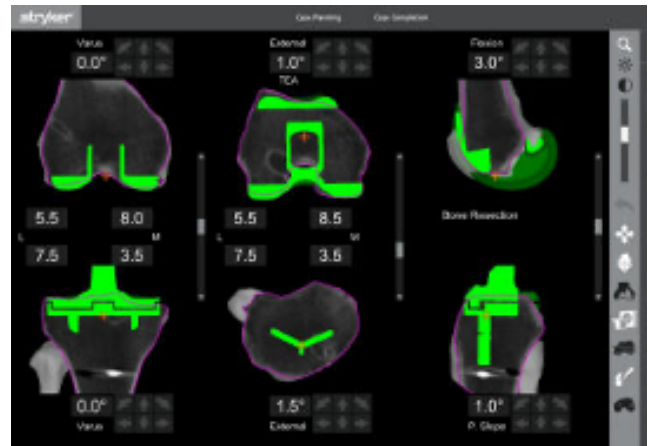 stryker Case Planning Case Simulation
Varus External Flexion
0.0° 1.0° 3.0°
TCA
5.5 8.0 5.5 8.5 Bone Resection
L M L M
7.5 3.5 7.5 3.5
0.0° 1.5° 1.0°
Varus External P. Slope